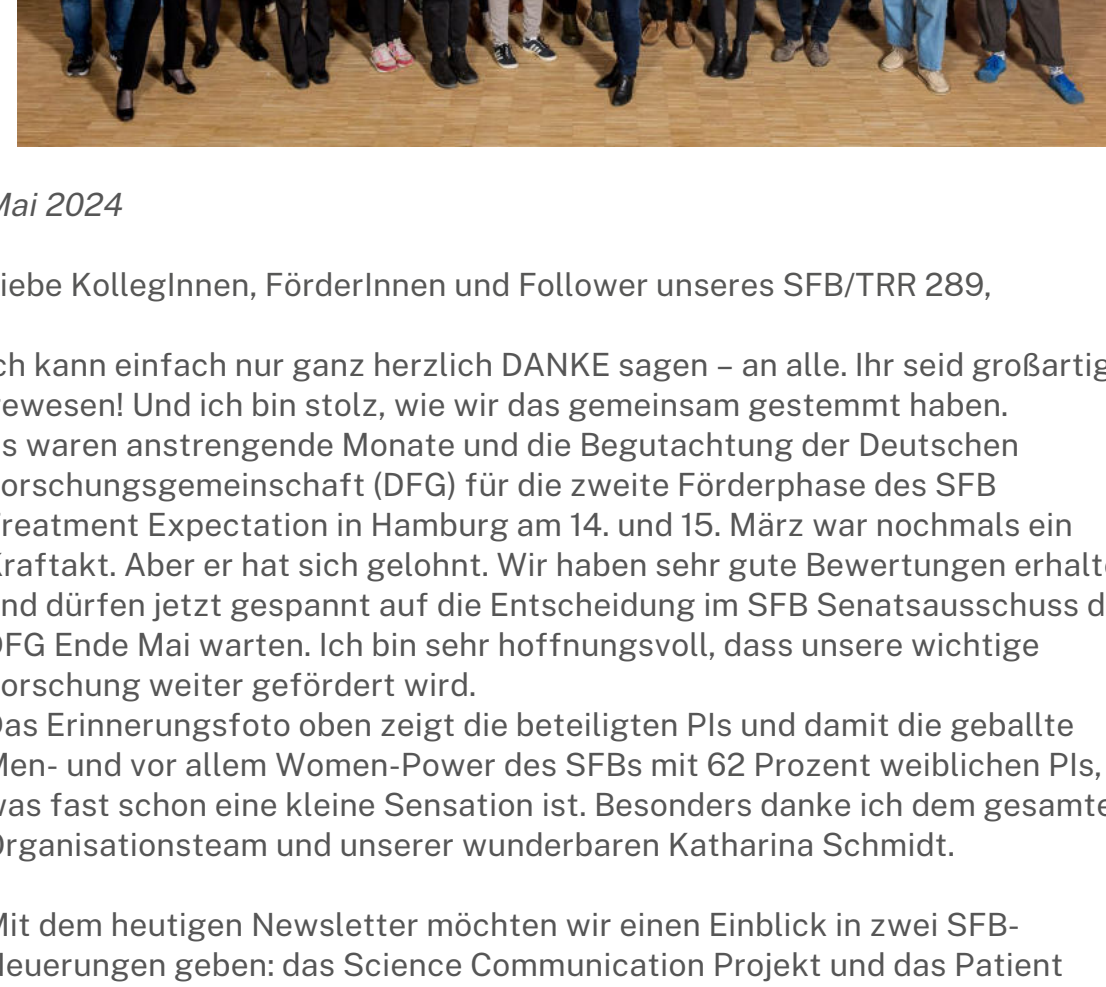 Mai 2024
iebe KollegInnen, FörderInnen und Follower unseres SFB/TRR 289,
ch kann einfach nur ganz herzlich DANKE sagen – an alle. Ihr seid großartig
ewesen! Und ich bin stolz, wie wir das gemeinsam gestemmt haben.
s waren anstrengende Monate und die Begutachtung der Deutschen
orschungsgemeinschaft (DFG) für die zweite Förderphase des SFB
reatment Expectation in Hamburg am 14. und 15. März war nochmals ein
Kraftakt. Aber er hat sich gelohnt. Wir haben sehr gute Bewertungen erhalte
nd dürfen jetzt gespannt auf die Entscheidung im SFB Senatsausschuss d
DFG Ende Mai warten. Ich bin sehr hoffnungsvoll, dass unsere wichtige
orschung weiter gefördert wird.
Das Erinnerungsfoto oben zeigt die beteiligten PIs und damit die geballte
Men- und vor allem Women-Power des SFBs mit 62 Prozent weiblichen PIs,
was fast schon eine kleine Sensation ist. Besonders danke ich dem gesamte
Organisationsteam und unserer wunderbaren Katharina Schmidt.
Mit dem heutigen Newsletter möchten wir einen Einblick in zwei SFB-
Neuerungen geben: das Science Communication Projekt und das Patient